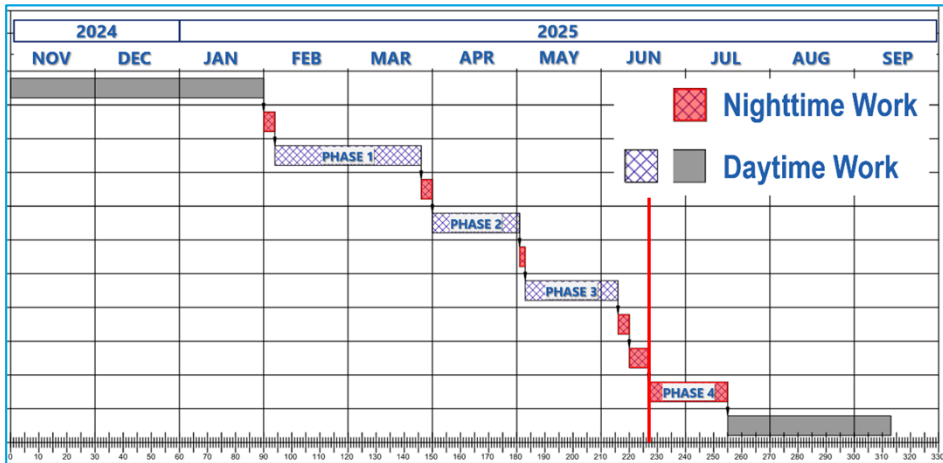 2024 2025
NOV DEC JAN FEB MAR APR MAY JUN JUL AUG SEP
Nighttime Work
PHASE 1
Daytime Work
PHASE 2
PHASE 3
PHASE 4
0 10 20 30 40 50 60 70 80 90 100 110 120 130 140 150 160 170 180 190 200 210 220 230 240 250 260 270 280 290 300 310 320 330